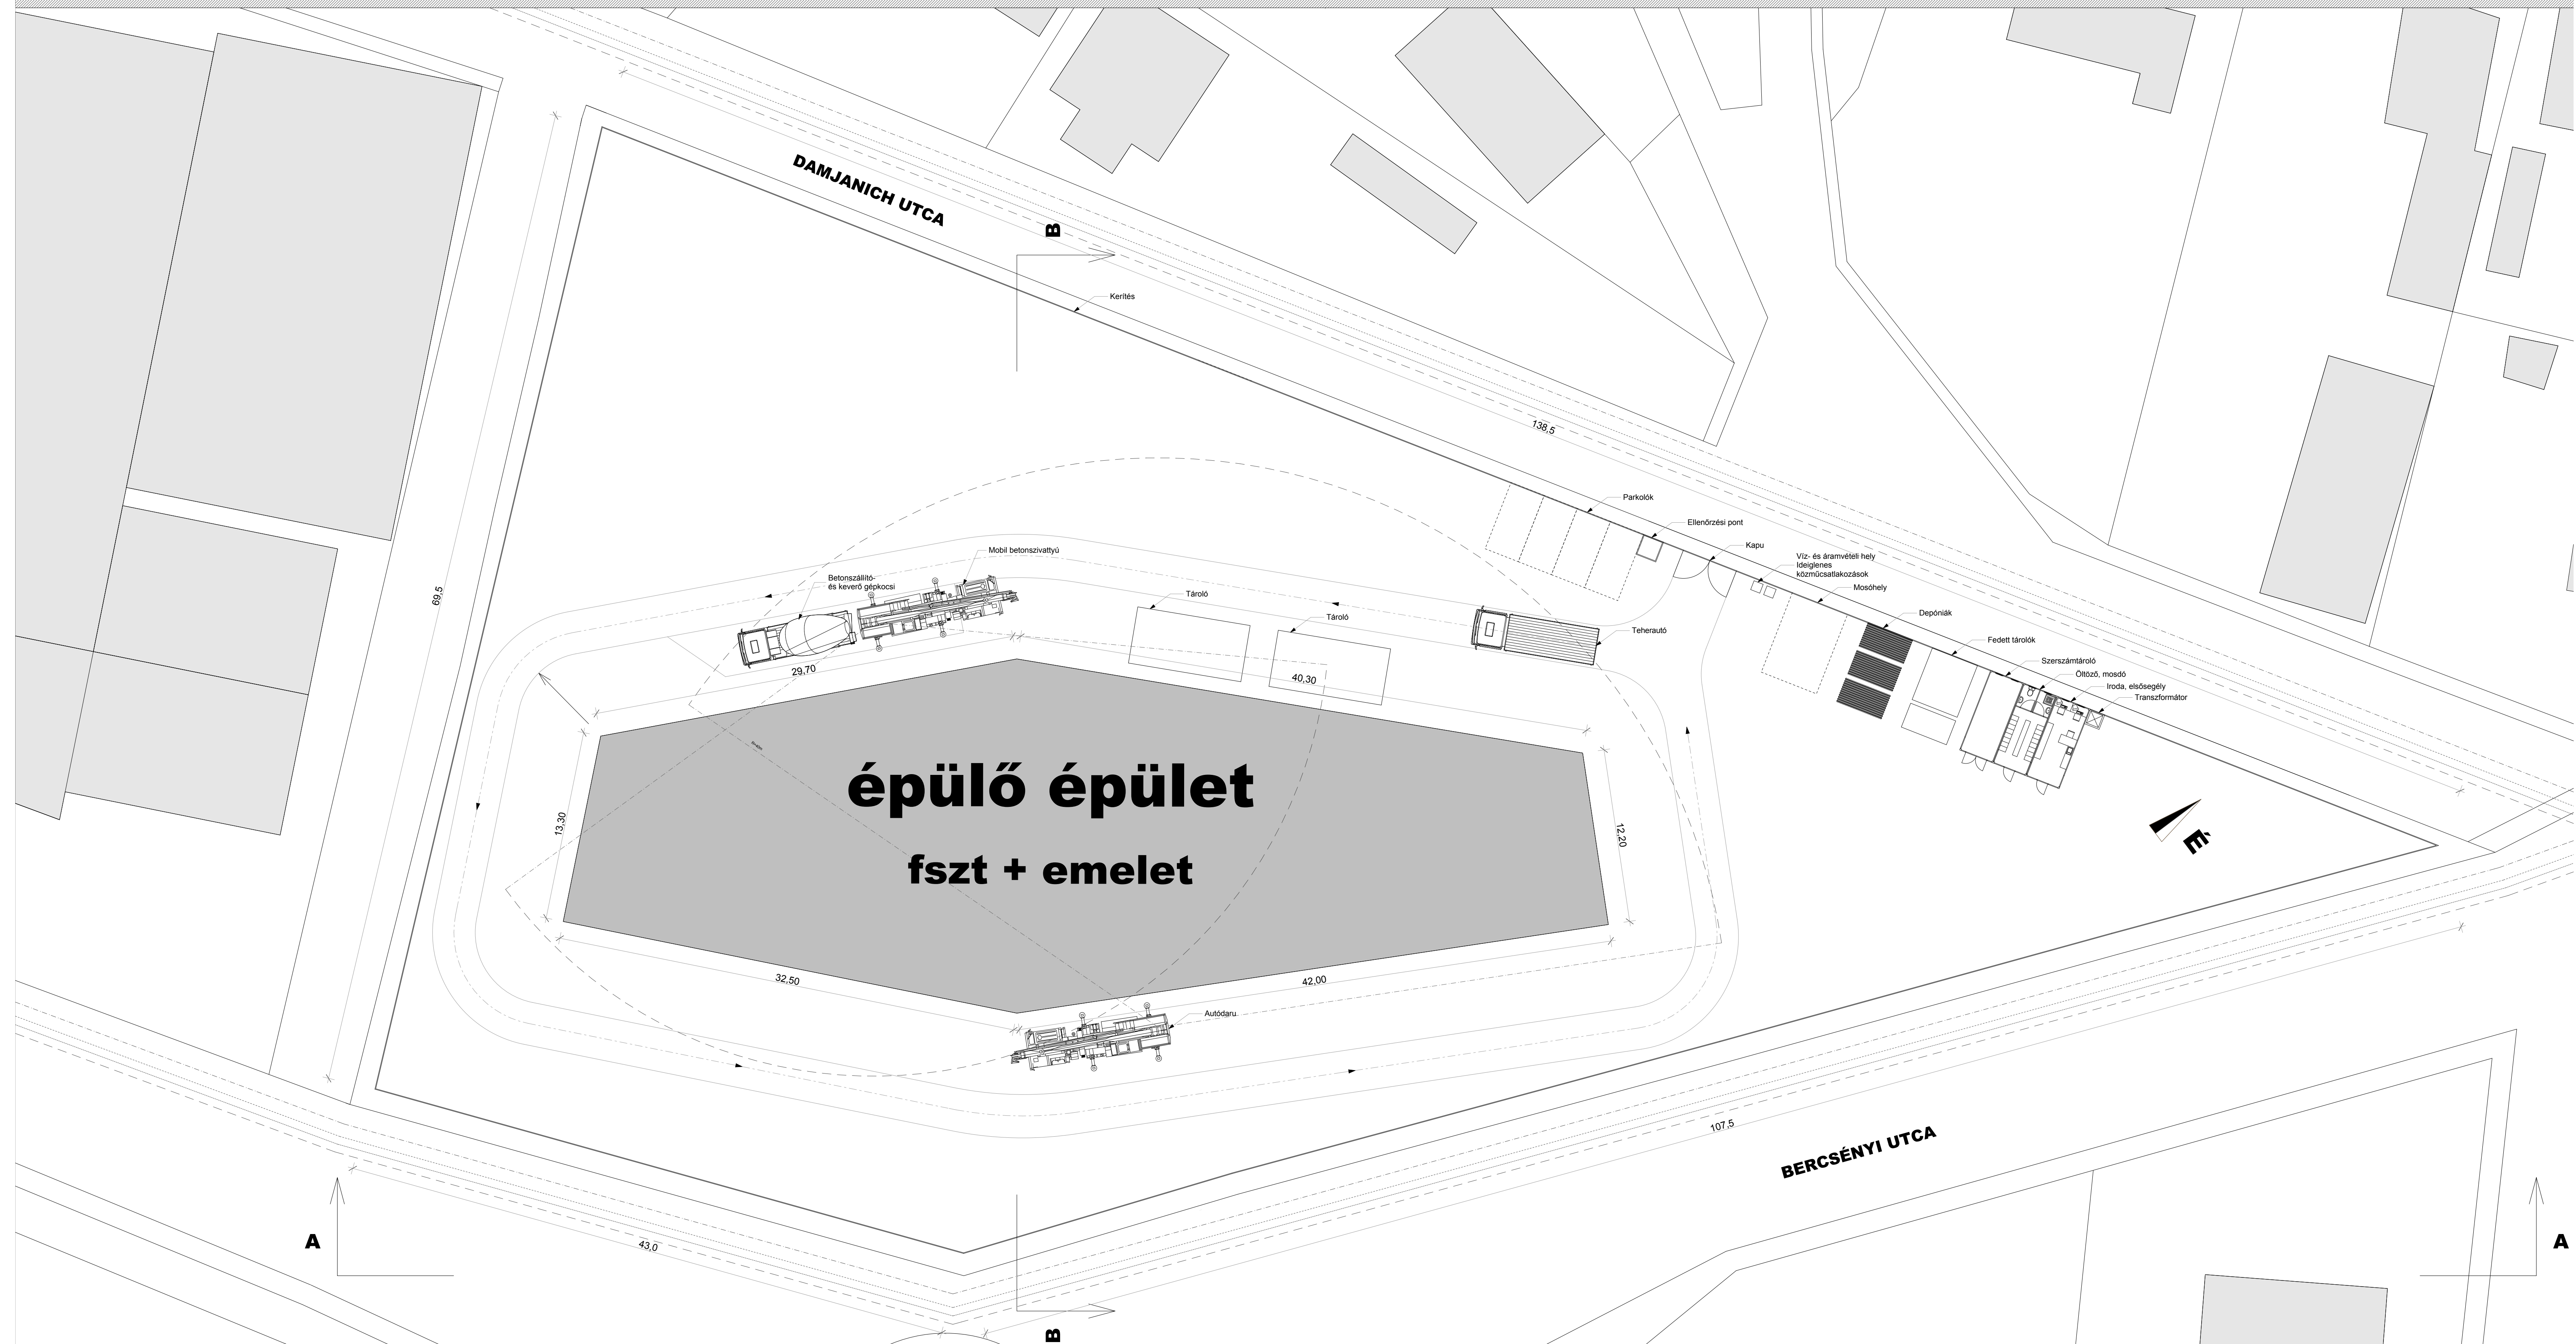 DAMJANICH UTCA
B
Kerítés
138,5
69,5
Parkolók
Ellenőrzési pont
Kapu
Víz- és áramvételi hely
Ideiglenes
közműcsatlakozások
Mosóhely
Depóniák
Fedett tárolók
Szerszámtároló
Öltöző, mosdó
Iroda, elsősegély
Transzformátor
Mobil betonszivattyú
Betonszállító-
és keverő gépkocsi
Tároló
Tároló
Teherautó
29,70
40,30
épülő épület
fszt + emelet
13,30
12,20
É
32,50
42,00
Autódaru
107,5
BERCSÉNYI UTCA
A
43,0
A
B